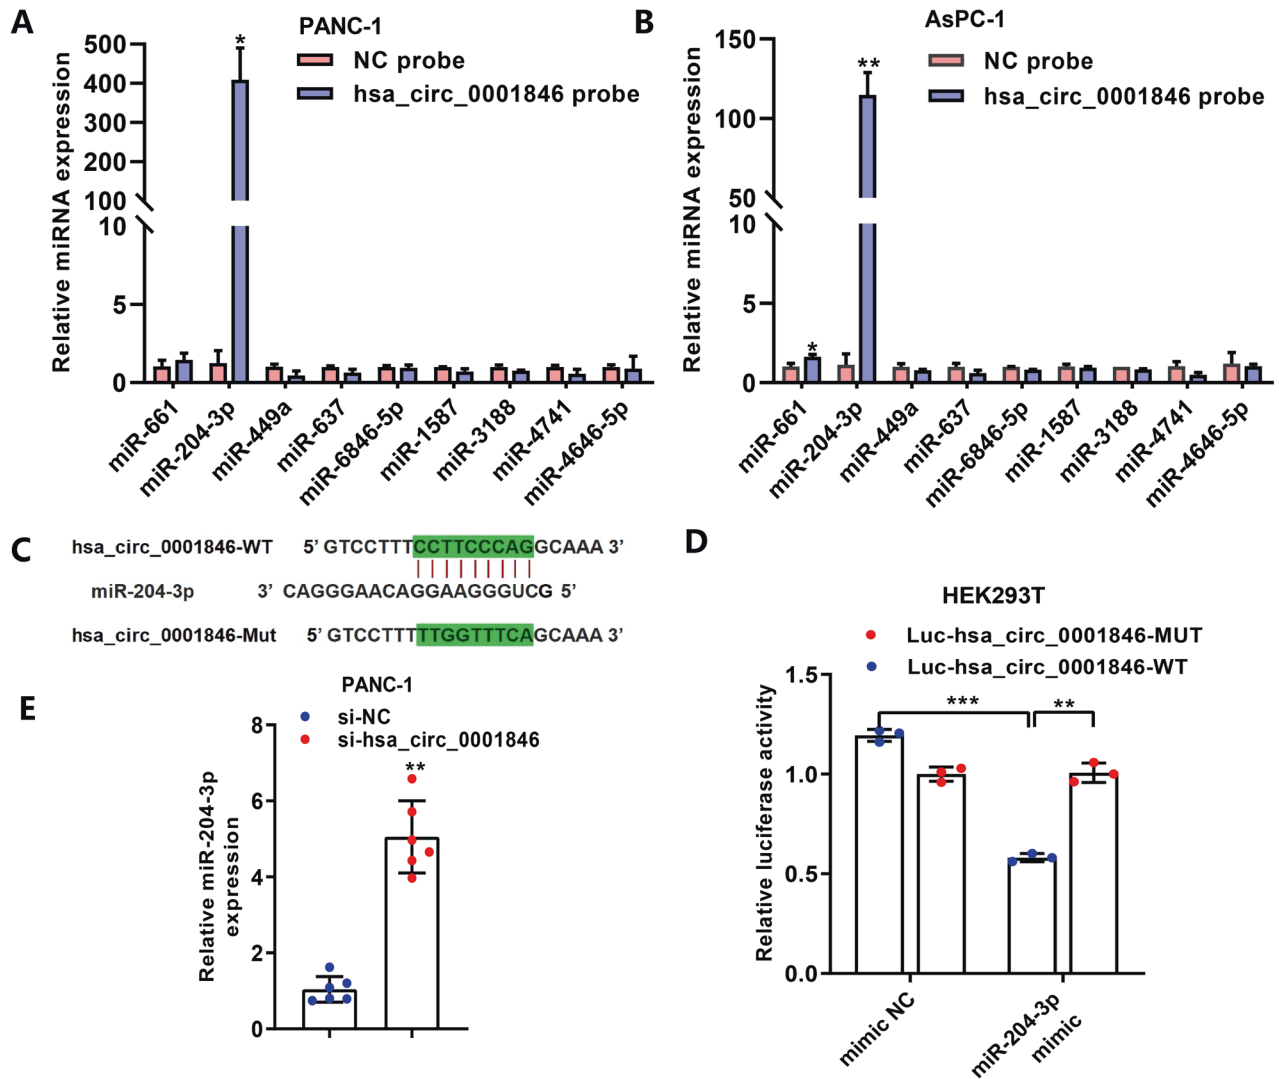 A
PANC-1
NC probe
hsa_circ_0001846 probe
Relative miRNA expression
500
400
300
200
100
10
5
0
*
miR-661
miR-204-3p
miR-449a
miR-637
miR-6846-5p
miR-1587
miR-3188
miR-4741
miR-4646-5p
B
AsPC-1
NC probe
hsa_circ_0001846 probe
Relative miRNA expression
150
100
50
10
5
0
*
**
miR-661
miR-204-3p
miR-449a
miR-637
miR-6846-5p
miR-1587
miR-3188
miR-4741
miR-4646-5p
C
hsa_circ_0001846-WT 5’ GTCCTTTCCTTCCCAGGCAAA 3’
miR-204-3p 3’ CAGGGAACAGGAAGGGUCG 5’
hsa_circ_0001846-Mut 5’ GTCCTTTTTGGTTTCAGCAAA 3’
D
HEK293T
Luc-hsa_circ_0001846-MUT
Luc-hsa_circ_0001846-WT
Relative luciferase activity
1.5
1.0
0.5
0.0
***
**
mimic NC
miR-204-3p
mimic
E
PANC-1
si-NC
si-hsa_circ_0001846
Relative miR-204-3p
expression
8
6
4
2
0
**